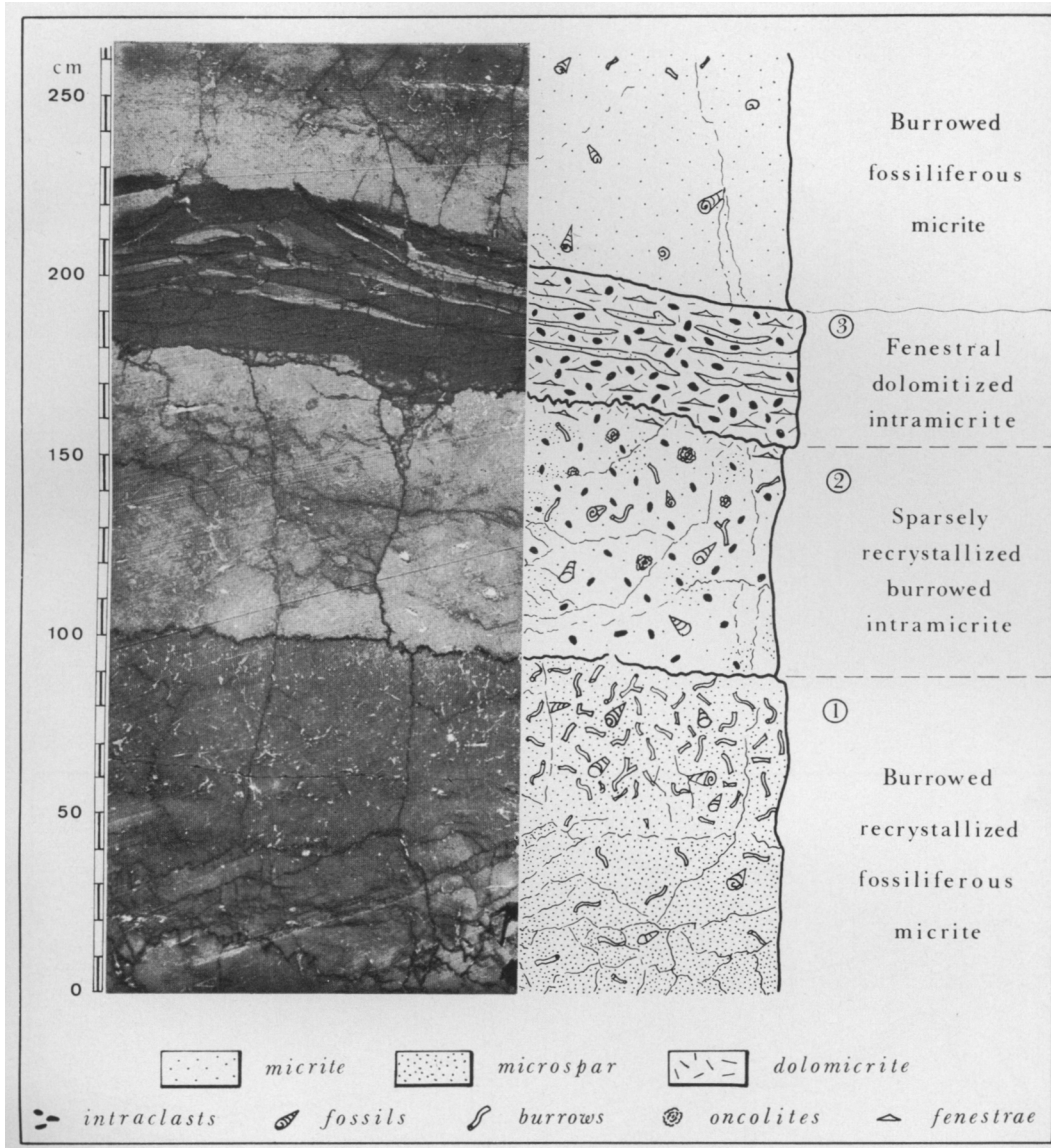 cm
250
200
150
100
50
0
Burrowed
fossiliferous
micrite
③
Fenestral
dolomitized
intramicrite
②
Sparsely
recrystallized
burrowed
intramicrite
①
Burrowed
recrystallized
fossiliferous
micrite
micrite microspar dolomicrite
intraclasts fossils burrows oncolites fenestrae